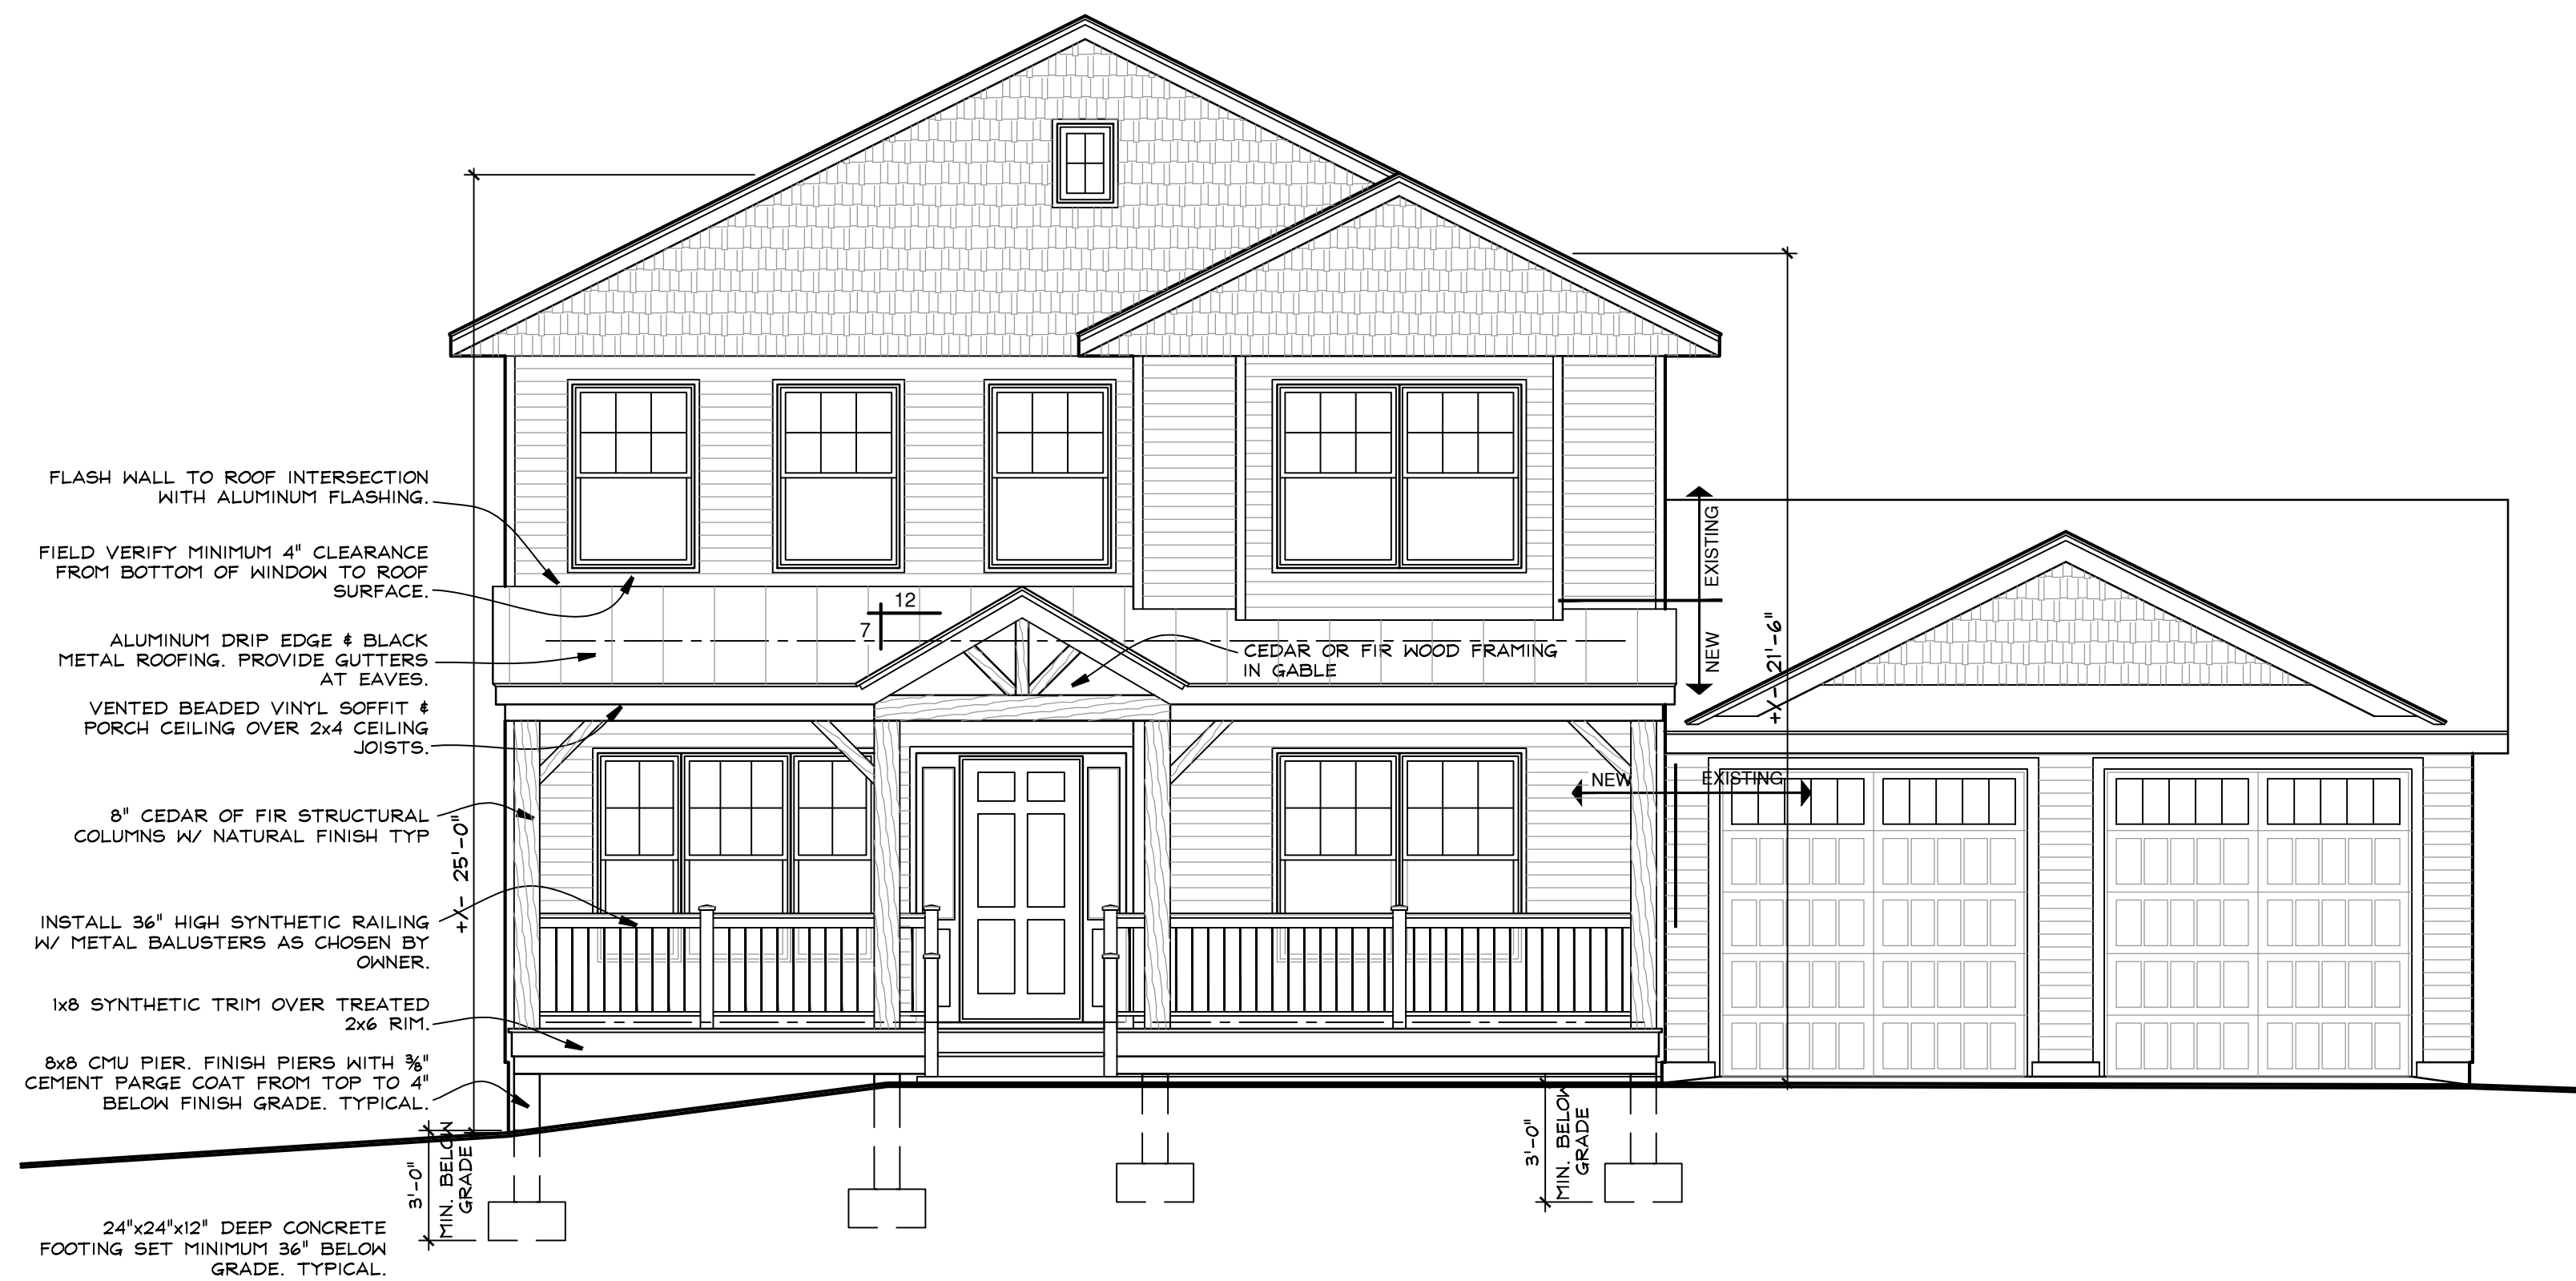 FLASH WALL TO ROOF INTERSECTION
WITH ALUMINUM FLASHING.
FIELD VERIFY MINIMUM 4" CLEARANCE
FROM BOTTOM OF WINDOW TO ROOF
SURFACE.
ALUMINUM DRIP EDGE & BLACK
METAL ROOFING. PROVIDE GUTTERS
AT EAVES.
VENTED BEADED VINYL SOFFIT &
PORCH CEILING OVER 2x4 CEILING
JOISTS.
8" CEDAR OF FIR STRUCTURAL
COLUMNS W/ NATURAL FINISH TYP
INSTALL 36" HIGH SYNTHETIC RAILING
W/ METAL BALUSTERS AS CHOSEN BY
OWNER.
1x8 SYNTHETIC TRIM OVER TREATED
2x6 RIM.
8x8 CMU PIER. FINISH PIERS WITH ⅜"
CEMENT PARGE COAT FROM TOP TO 4"
BELOW FINISH GRADE. TYPICAL.
24"x24"x12" DEEP CONCRETE
FOOTING SET MINIMUM 36" BELOW
GRADE. TYPICAL.
+/- 25'-0"
3'-0"
MIN. BELOW
GRADE
12
7
CEDAR OR FIR WOOD FRAMING
IN GABLE
EXISTING
NEW
+/- 21'-6"
NEW
EXISTING
3'-0"
MIN. BELOW
GRADE